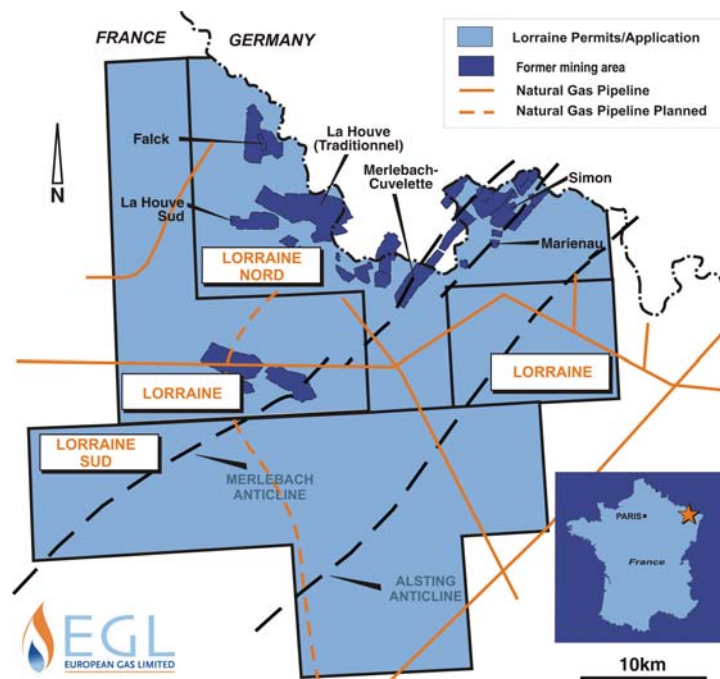 FRANCE
GERMANY
Lorraine Permits/Application
Former mining area
Natural Gas Pipeline
Natural Gas Pipeline Planned
Falck
La Houve
(Traditionnel)
Merlebach-
Cuvelette
Simon
N
La Houve
Sud
Marienau
LORRAINE
NORD
LORRAINE
LORRAINE
LORRAINE
SUD
MERLEBACH
ANTICLINE
ALSTING
ANTICLINE
PARIS
France
EGL
EUROPEAN GAS LIMITED
10km